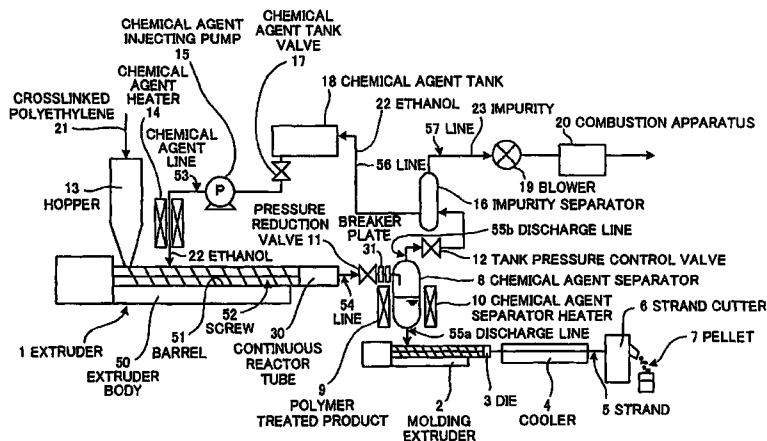 CHEMICAL AGENT
INJECTING PUMP
15
CHEMICAL
AGENT TANK
VALVE
17
CHEMICAL
AGENT
HEATER
14
18 CHEMICAL AGENT TANK
CROSSLINKED
POLYETHYLENE
21
CHEMICAL
AGENT
LINE
53
22 ETHANOL
23 IMPURITY
57 LINE
20 COMBUSTION APPARATUS
56 LINE
P
13
HOPPER
19 BLOWER
16 IMPURITY SEPARATOR
PRESSURE
REDUCTION
VALVE 11
BREAKER
PLATE
31
55b DISCHARGE LINE
22 ETHANOL
12 TANK PRESSURE CONTROL VALVE
8 CHEMICAL AGENT SEPARATOR
10 CHEMICAL AGENT
SEPARATOR HEATER
6 STRAND CUTTER
7 PELLET
54
LINE
52
SCREW
51
BARREL
30
CONTINUOUS
REACTOR
TUBE
1 EXTRUDER
50
EXTRUDER
BODY
55a DISCHARGE LINE
9
POLYMER
TREATED PRODUCT
2
MOLDING
EXTRUDER
3 DIE
4
COOLER
5 STRAND